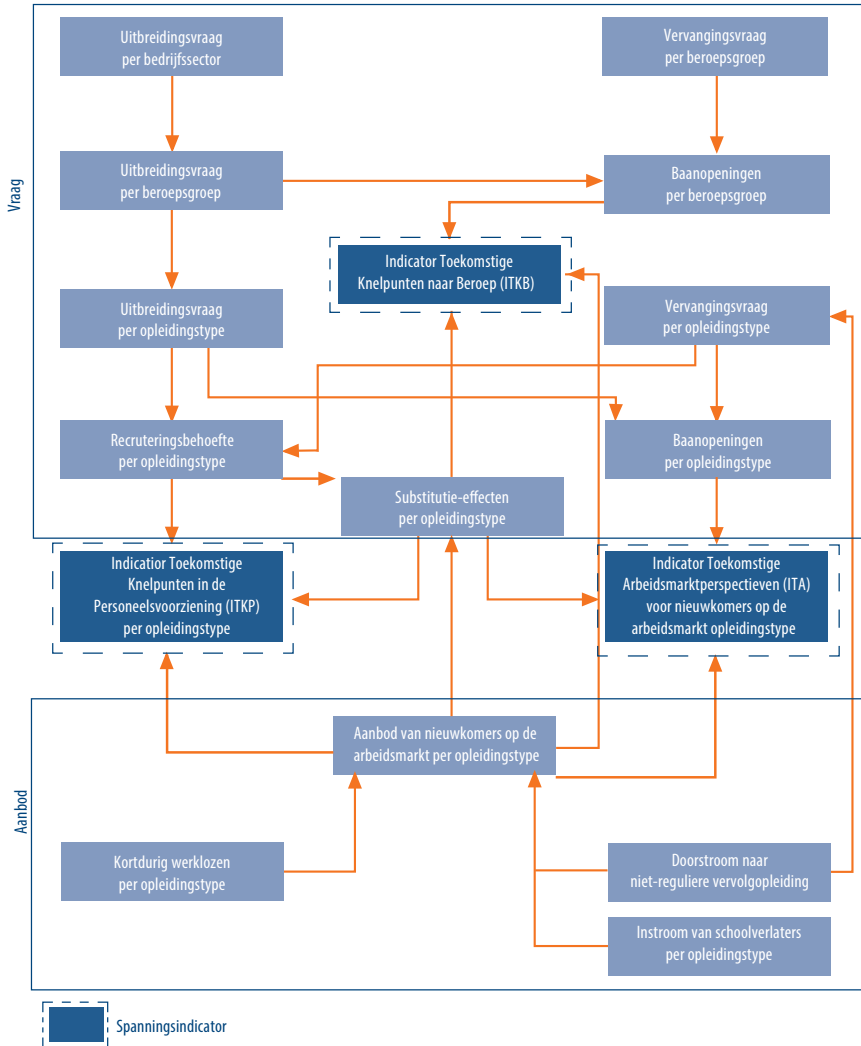 Uitbreidingsvraag
per bedrijfssector
Vervangingsvraag
per beroepsgroep
Uitbreidingsvraag
per beroepsgroep
Baanopeningen
per beroepsgroep
Vraag
Indicator Toekomstige
Knelpunten naar Beroep (ITKB)
Uitbreidingsvraag
per opleidingstype
Vervangingsvraag
per opleidingstype
Recruteringsbehoefte
per opleidingstype
Baanopeningen
per opleidingstype
Substitutie-effecten
per opleidingstype
Indicatior Toekomstige
Knelpunten in de
Personeelsvoorziening (ITKP)
per opleidingstype
Indicator Toekomstige
Arbeidsmarktperspectieven (ITA)
voor nieuwkomers op de
arbeidsmarkt opleidingstype
Aanbod van nieuwkomers op de
arbeidsmarkt per opleidingstype
Aanbod
Kortdurig werklozen
per opleidingstype
Doorstroom naar
niet-reguliere vervolgopleiding
Instroom van schoolverlaters
per opleidingstype
Spanningsindicator